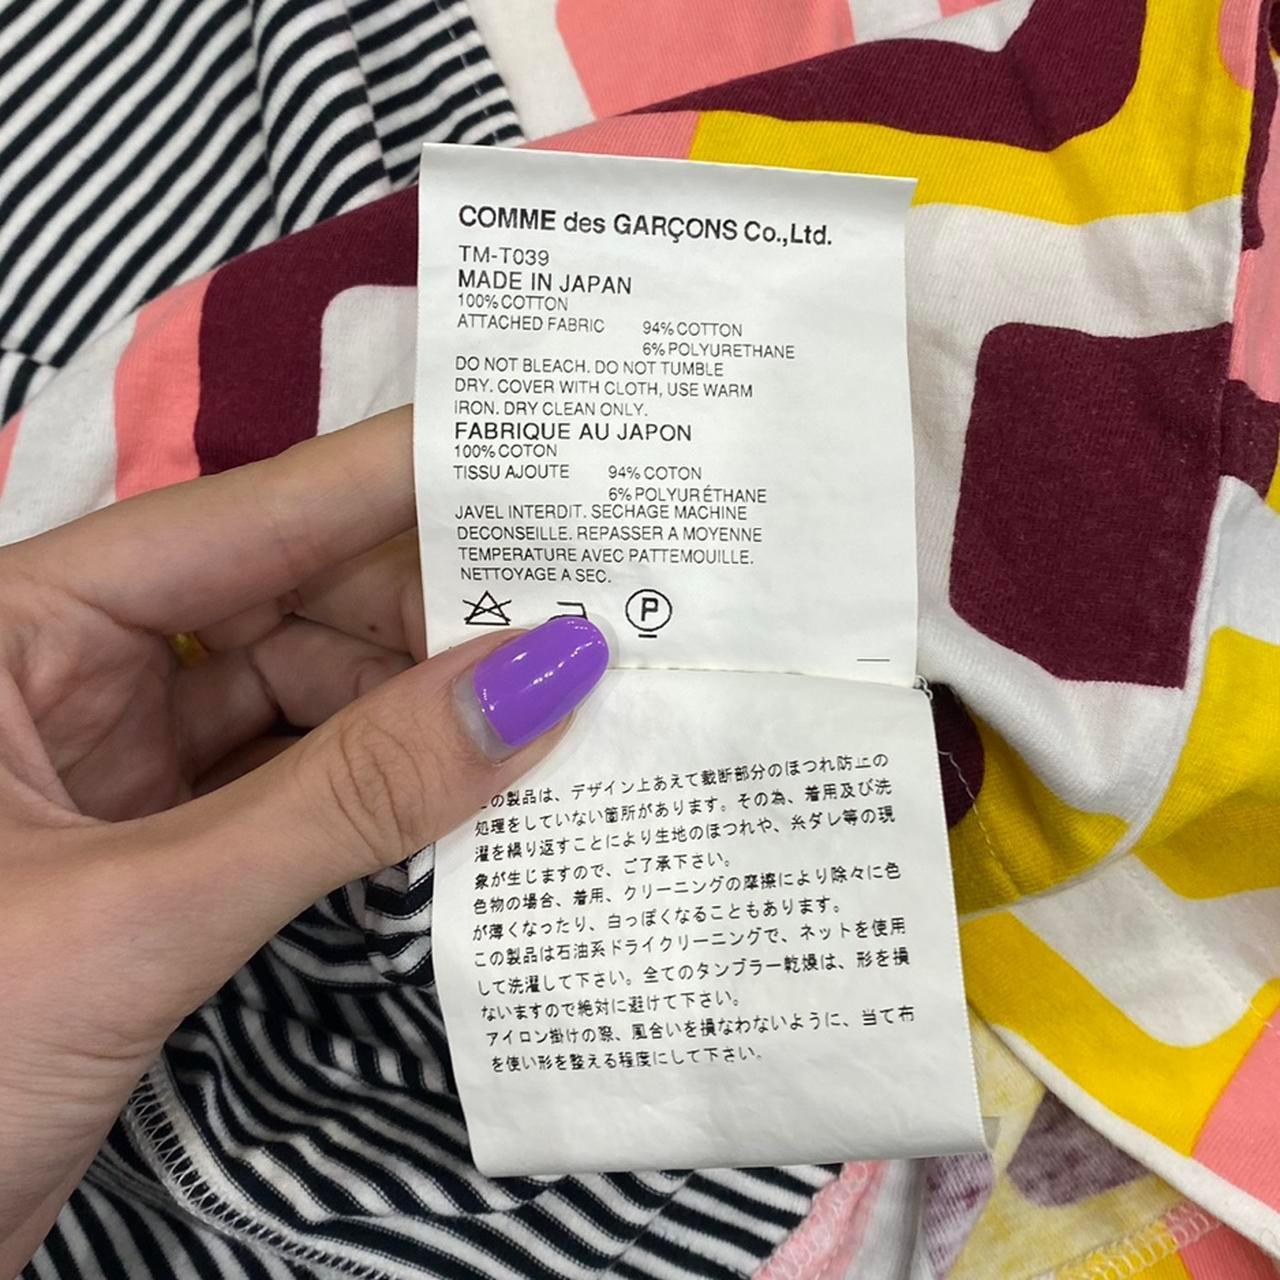 COMME des GARÇONS Co.,Ltd.
TM-T039
MADE IN JAPAN
100% COTTON
ATTACHED FABRIC 94% COTTON
6% POLYURETHANE
DO NOT BLEACH. DO NOT TUMBLE
DRY. COVER WITH CLOTH, USE WARM
IRON. DRY CLEAN ONLY.
FABRIQUE AU JAPON
100% COTON
TISSU AJOUTE 94% COTON
6% POLYURÉTHANE
JAVEL INTERDIT. SECHAGE MACHINE
DECONSEILLE. REPASSER A MOYENNE
TEMPERATURE AVEC PATTEMOUILLE.
NETTOYAGE A SEC.
P
この製品は、デザイン上あえて裁断部分のほつれ防止の
処理をしていない箇所があります。その為、着用及び洗
濯を繰り返すことにより生地のほつれや、糸ダレ等の現
象が生じますので、ご了承下さい。
色物の場合、着用、クリーニングの摩擦により除々に色
が薄くなったり、白っぽくなることもあります。
この製品は石油系ドライクリーニングで、ネットを使用
して洗濯して下さい。全てのタンブラー乾燥は、形を損
ないますので絶対に避けて下さい。
アイロン掛けの際、風合いを損なわないように、当て布
を使い形を整える程度にして下さい。